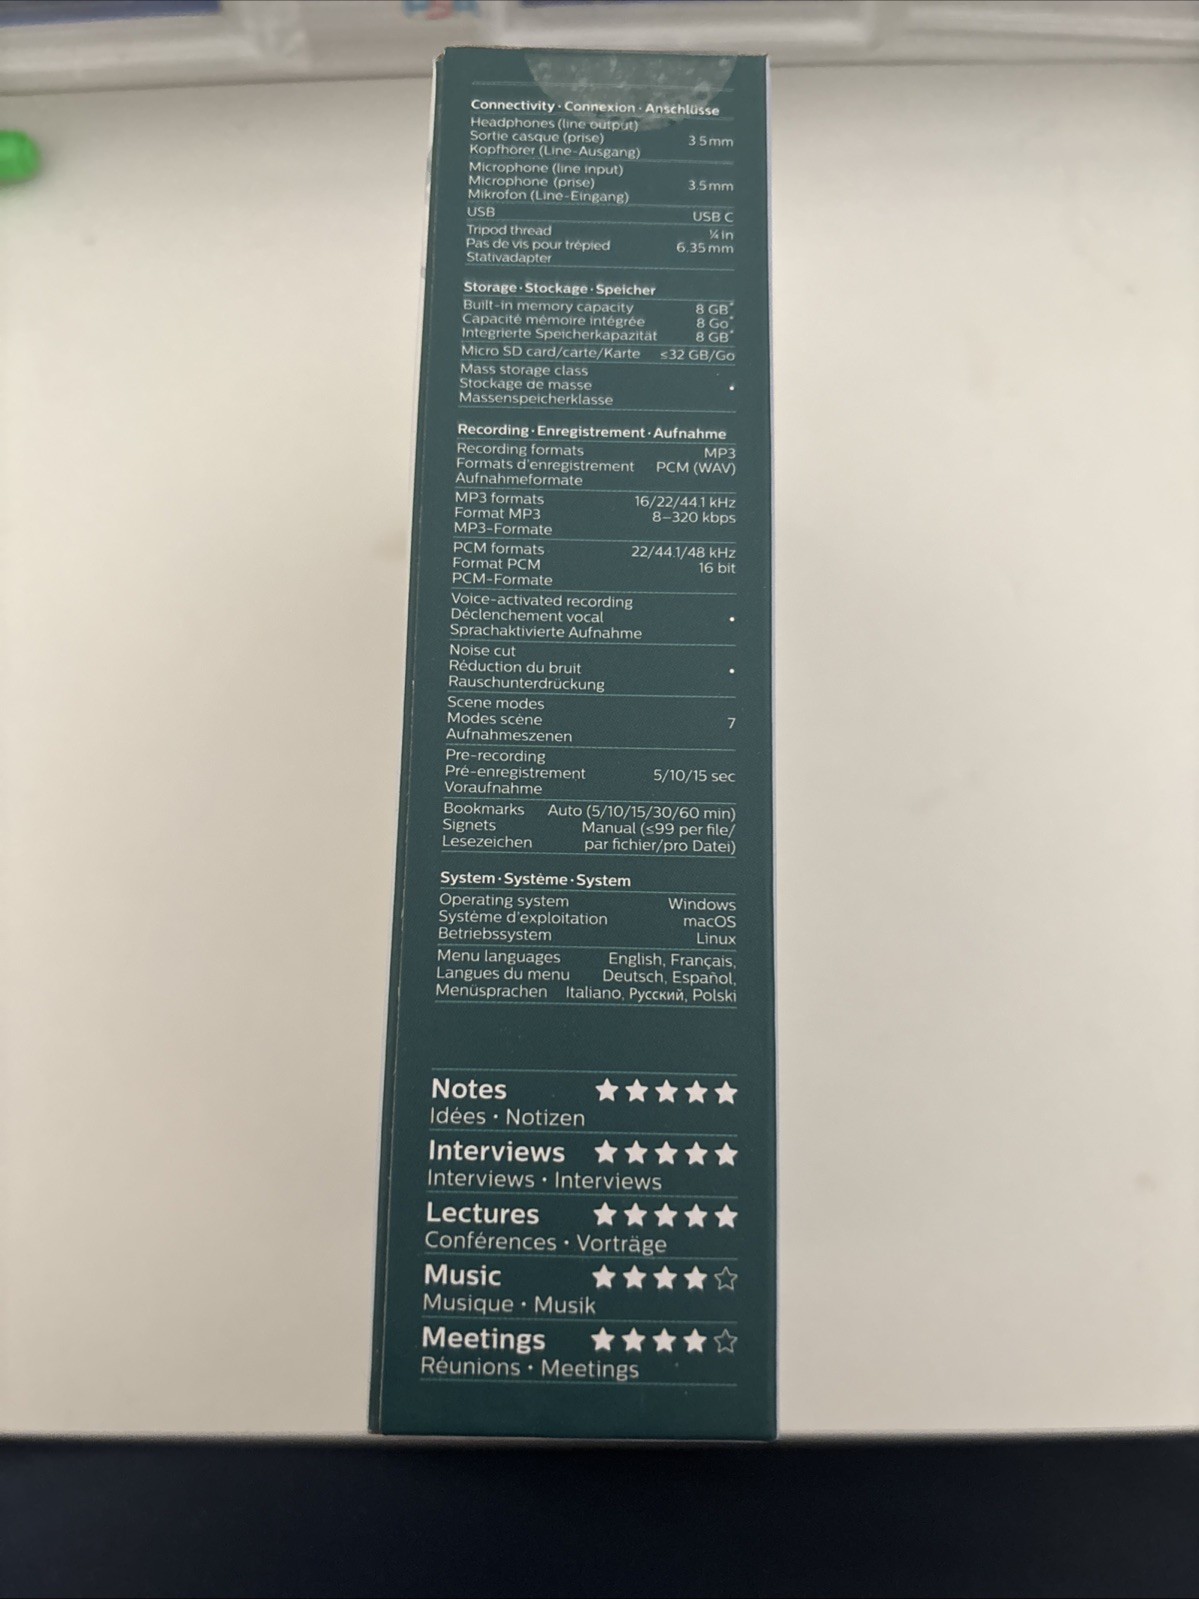 Connectivity · Connexion · Anschlüsse
Headphones (line output)
Sortie casque (prise) 3.5 mm
Kopfhörer (Line-Ausgang)
Microphone (line input)
Microphone (prise) 3.5 mm
Mikrofon (Line-Eingang)
USB USB C
Tripod thread ¼ in
Pas de vis pour trépied 6.35 mm
Stativadapter
Storage · Stockage · Speicher
Built-in memory capacity 8 GB*
Capacité mémoire intégrée 8 Go*
Integrierte Speicherkapazität 8 GB*
Micro SD card/carte/Karte ≤32 GB/Go
Mass storage class
Stockage de masse •
Massenspeicherklasse
Recording · Enregistrement · Aufnahme
Recording formats MP3
Formats d'enregistrement PCM (WAV)
Aufnahmeformate
MP3 formats 16/22/44.1 kHz
Format MP3 8–320 kbps
MP3-Formate
PCM formats 22/44.1/48 kHz
Format PCM 16 bit
PCM-Formate
Voice-activated recording
Déclenchement vocal •
Sprachaktivierte Aufnahme
Noise cut
Réduction du bruit •
Rauschunterdrückung
Scene modes
Modes scène 7
Aufnahmeszenen
Pre-recording
Pré-enregistrement 5/10/15 sec
Voraufnahme
Bookmarks Auto (5/10/15/30/60 min)
Signets Manual (≤99 per file/
Lesezeichen par fichier/pro Datei)
System · Système · System
Operating system Windows
Système d'exploitation macOS
Betriebssystem Linux
Menu languages English, Français,
Langues du menu Deutsch, Español,
Menüsprachen Italiano, Русский, Polski
Notes ★★★★★
Idées • Notizen
Interviews ★★★★★
Interviews • Interviews
Lectures ★★★★★
Conférences • Vorträge
Music ★★★★☆
Musique • Musik
Meetings ★★★★☆
Réunions • Meetings